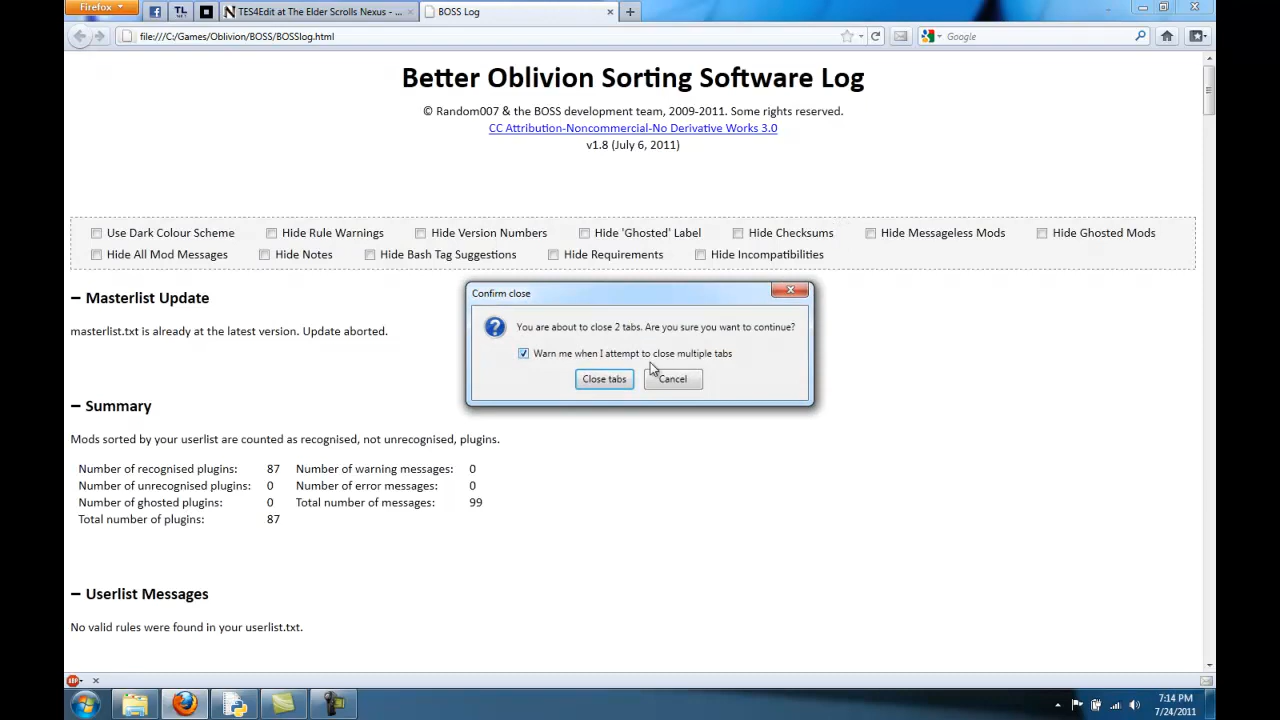 Firefox
f TL TES4Edit at The Elder Scrolls Nexus - ... × BOSS Log × +
file:///C:/Games/Oblivion/BOSS/BOSSlog.html Google
Better Oblivion Sorting Software Log
© Random007 & the BOSS development team, 2009-2011. Some rights reserved.
CC Attribution-Noncommercial-No Derivative Works 3.0
v1.8 (July 6, 2011)
Use Dark Colour Scheme Hide Rule Warnings Hide Version Numbers Hide 'Ghosted' Label Hide Checksums Hide Messageless Mods Hide Ghosted Mods
Hide All Mod Messages Hide Notes Hide Bash Tag Suggestions Hide Requirements Hide Incompatibilities
− Masterlist Update
masterlist.txt is already at the latest version. Update aborted.
Confirm close
You are about to close 2 tabs. Are you sure you want to continue?
Warn me when I attempt to close multiple tabs
Close tabs Cancel
− Summary
Mods sorted by your userlist are counted as recognised, not unrecognised, plugins.
Number of recognised plugins: 87 Number of warning messages: 0
Number of unrecognised plugins: 0 Number of error messages: 0
Number of ghosted plugins: 0 Total number of messages: 99
Total number of plugins: 87
− Userlist Messages
No valid rules were found in your userlist.txt.
7:14 PM
7/24/2011